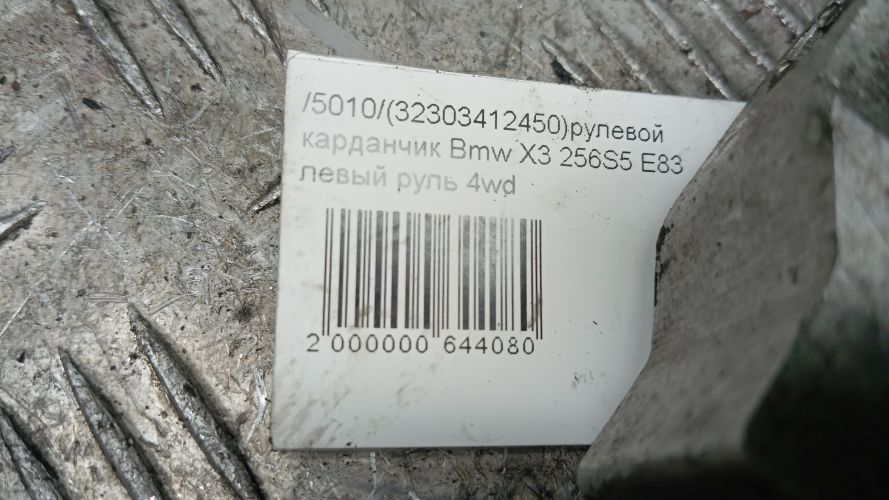 /5010/(32303412450)рулевой
карданчик Bmw X3 256S5 E83
левый руль 4wd
2 000000 644080